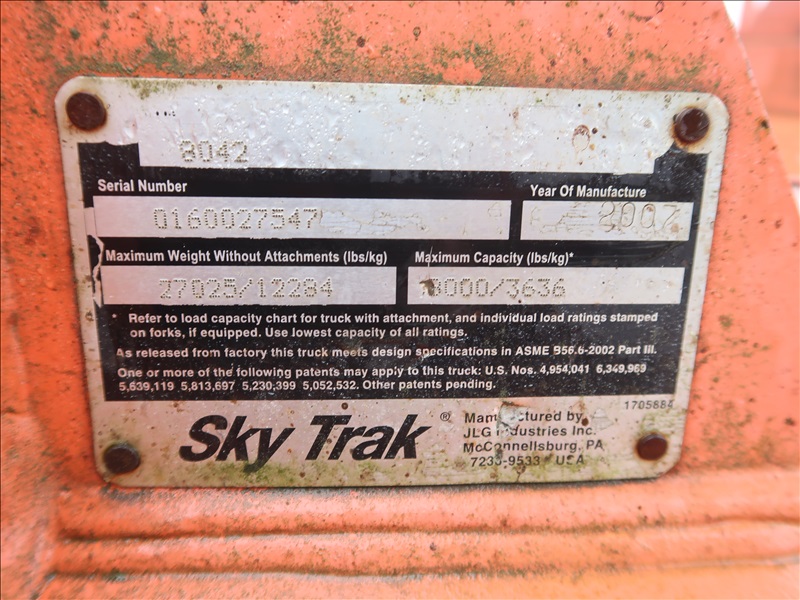 8042
Serial Number Year Of Manufacture
0160027547 2007
Maximum Weight Without Attachments (lbs/kg) Maximum Capacity (lbs/kg)*
27025/12284 8000/3636
* Refer to load capacity chart for truck with attachment, and individual load ratings stamped
on forks, if equipped. Use lowest capacity of all ratings.
As released from factory this truck meets design specifications in ASME B56.6-2002 Part III.
One or more of the following patents may apply to this truck: U.S. Nos. 4,954,041 6,349,969
5,639,119 5,813,697 5,230,399 5,052,532. Other patents pending.
1705884
Sky Trak ®
Manufactured by
JLG Industries Inc.
McConnellsburg, PA
7233-9533 USA